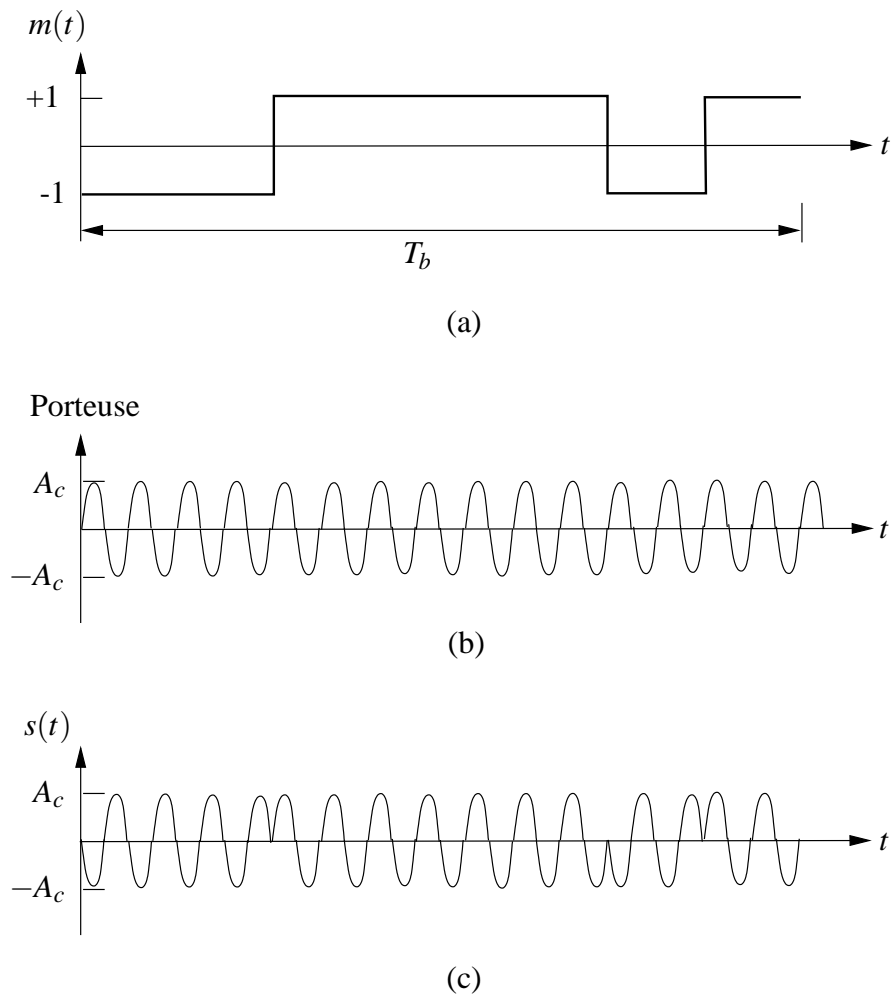 m(t)
+1
t
-1
T_b
(a)
Porteuse
A_c
t
−A_c
(b)
s(t)
A_c
t
−A_c
(c)